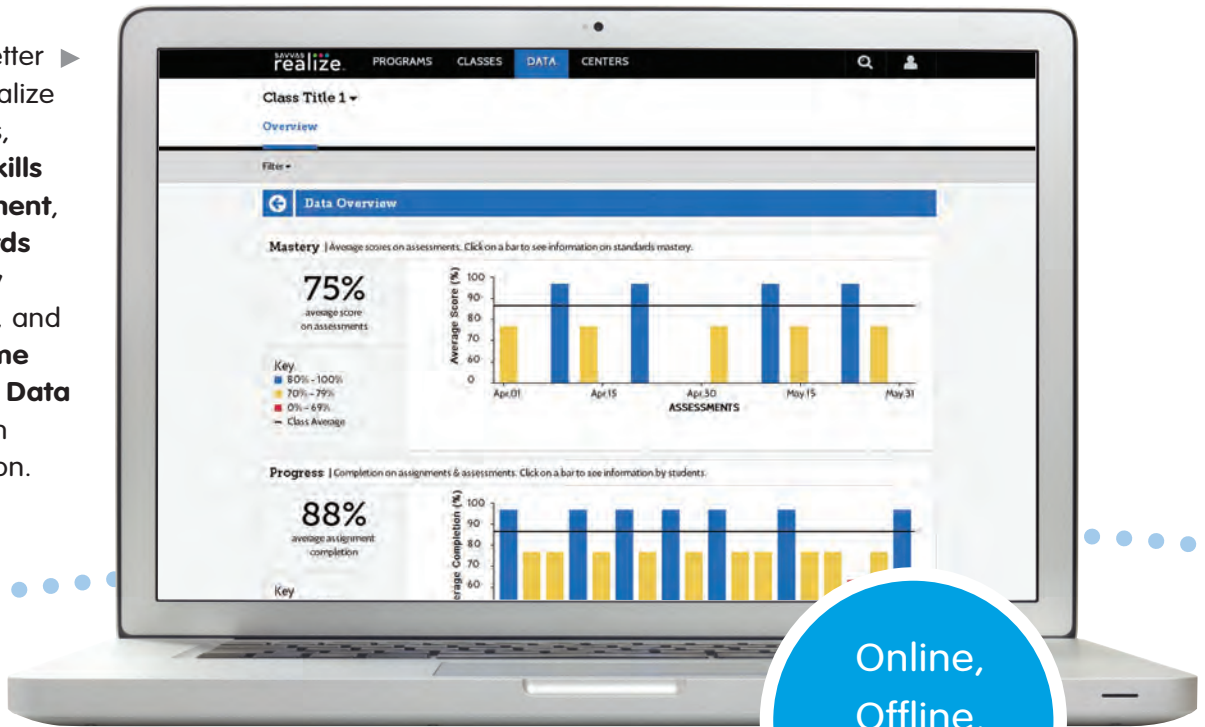 alize
kills
ment,
and
Data
on.
SAVVAS
realize.
PROGRAMS CLASSES DATA CENTERS
Class Title 1
Overview
Filter
Data Overview
Mastery | Average scores on assessments. Click on a bar to see information on standards mastery.
75%
average score
on assessments
Key
80% - 100%
70% - 79%
0% - 69%
Class Average
Average Score (%)
100
90
80
70
60
0
Apr.01 Apr.15 Apr.30 May.15 May.31
ASSESSMENTS
Progress | Completion on assignments & assessments. Click on a bar to see information by students.
88%
average assignment
completion
Key
Completion (%)
100
90
80
70
60
Online,
Offline,